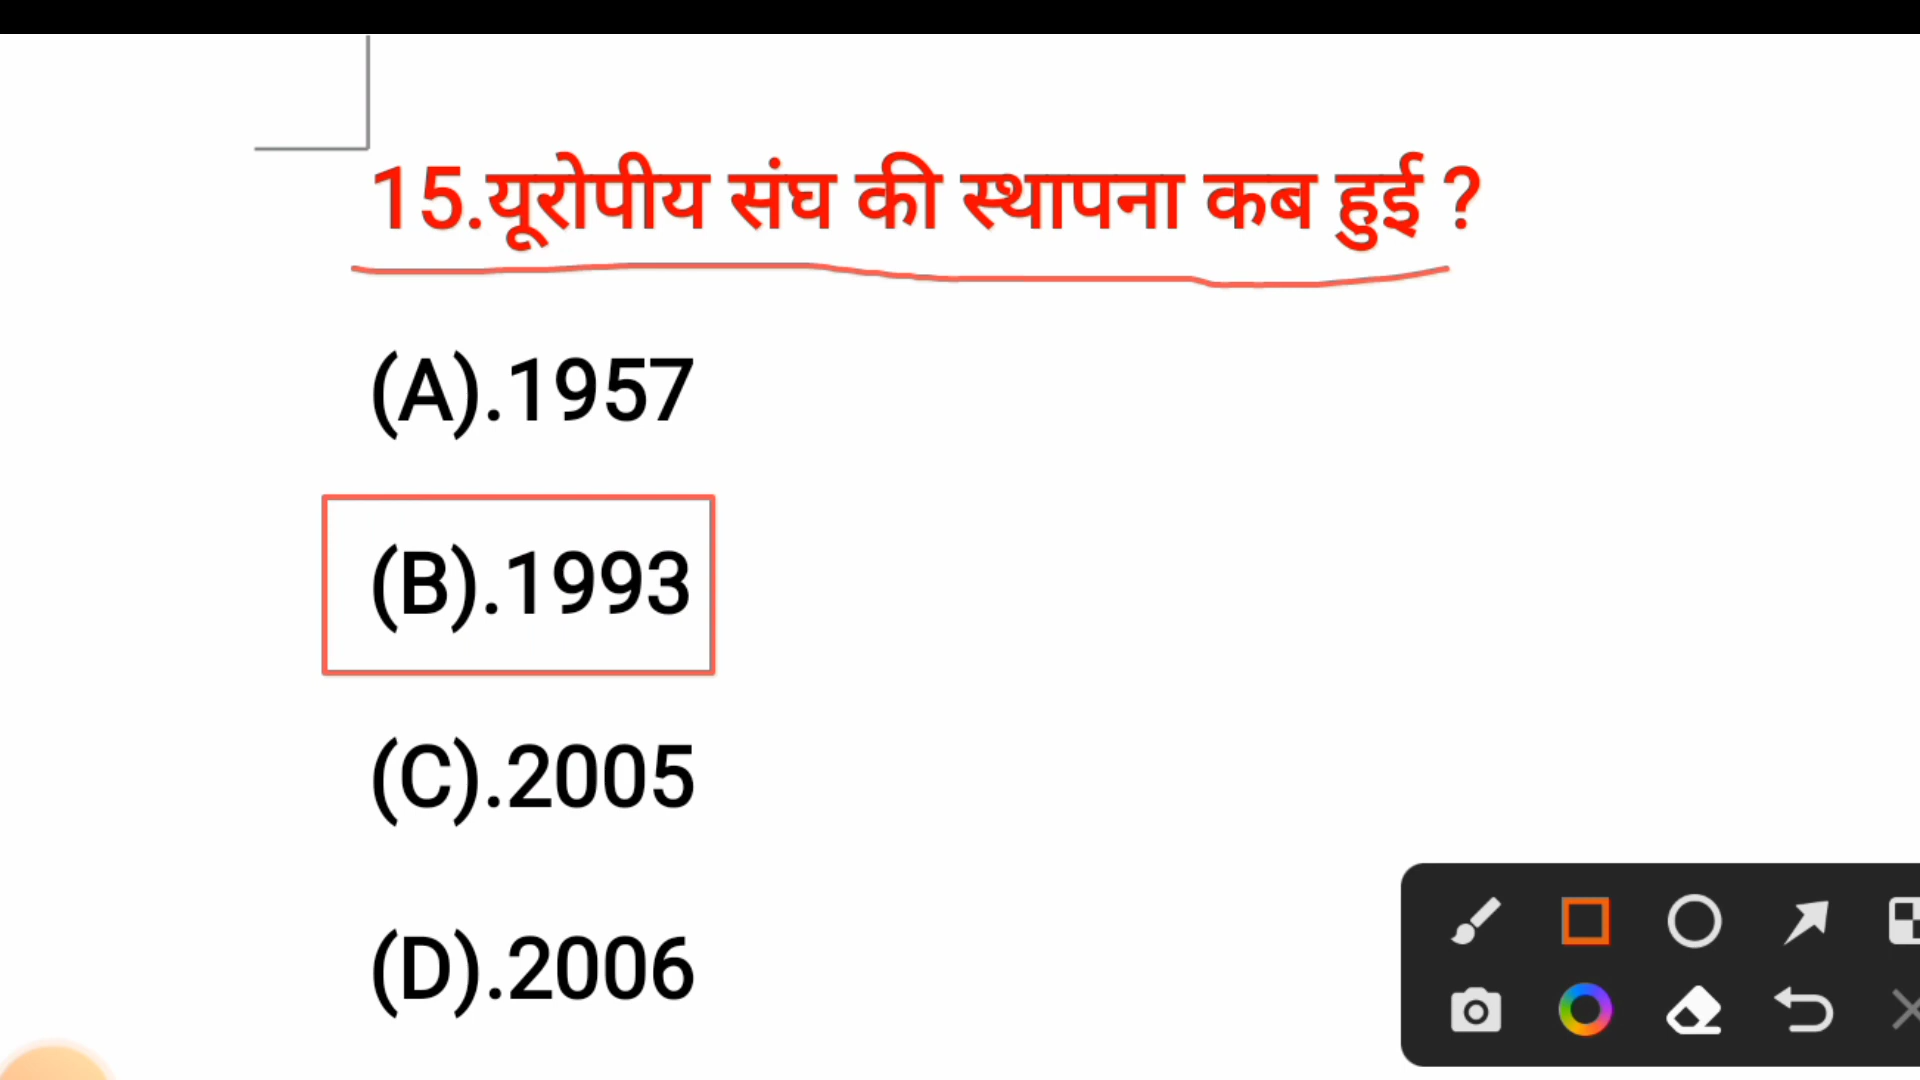 15.यूरोपीय संघ की स्थापना कब हुई ?
(A).1957
(B).1993
(C).2005
(D).2006